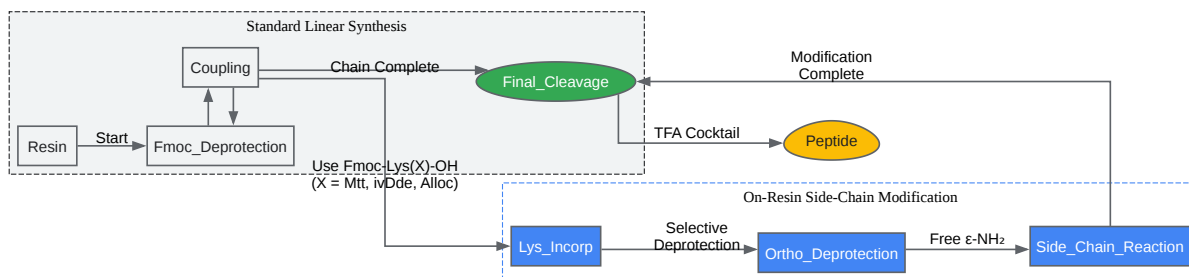 Standard Linear Synthesis
Coupling
Chain Complete
Final_Cleavage
Modification
Complete
Resin
Start
Fmoc_Deprotection
TFA Cocktail
Peptide
Use Fmoc-Lys(X)-OH
(X = Mtt, ivDde, Alloc)
On-Resin Side-Chain Modification
Lys_Incorp
Selective
Deprotection
Ortho_Deprotection
Free ε-NH₂
Side_Chain_Reaction